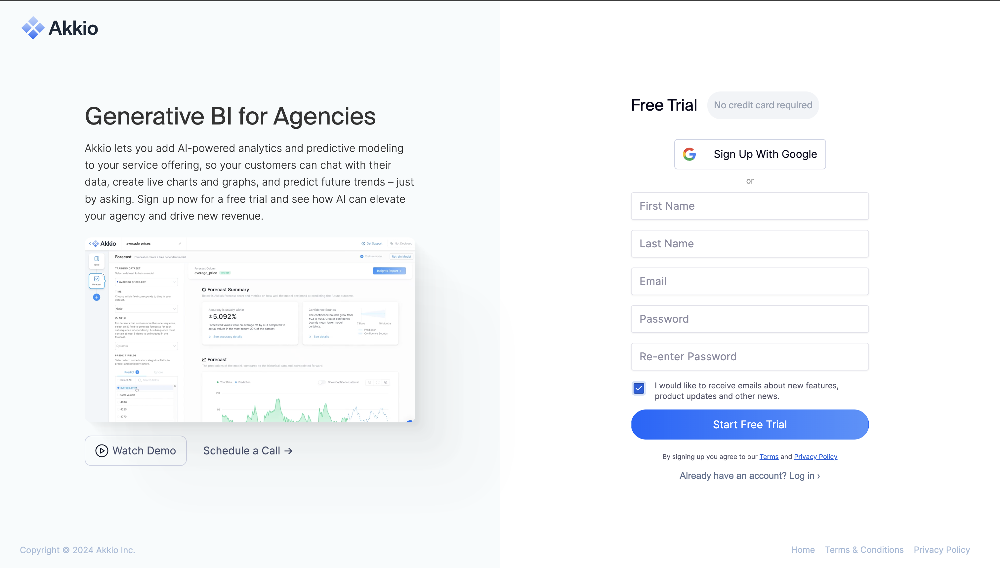 Akkio
Generative BI for Agencies
Akkio lets you add AI-powered analytics and predictive modeling
to your service offering, so your customers can chat with their
data, create live charts and graphs, and predict future trends – just
by asking. Sign up now for a free trial and see how AI can elevate
your agency and drive new revenue.
Akkio
avocado prices
Get Support
Not Deployed
Table
Forecast
Forecast Forecast or create a time dependent model
Train a model
Retrain Model
TRAINING DATASET
Select a dataset to train a model.
avocado prices.csv
TIME
Choose which field corresponds to time in your
dataset.
date
ID FIELD
For datasets that contain more than one sequence,
select an ID field to generate forecasts for each
subsequence independently. A subsequence must
contain at least 5 dates to be included in the
forecast.
Optional
PREDICT FIELDS
Select which numerical or categorical fields to
predict and optionally ignore.
Predict 1
Ignore
Select All
Search fields
average_price
total_volume
4046
4225
4770
Forecast Column
average_price NUMBER
Insights Report →
Forecast Summary
Below is Akkio's forecast chart and metrics on how well the model perfomed at predicting the future outcome.
Accuracy is usually within
±5.092%
Forecasted values were on average off by ±0.1 compared to
actual values in the most recent 20% of the dataset.
See accuracy details
Confidence Bounds
The confidence bounds grow from
±0.1 to ±0.2. Greater confidence
bounds mean lower model
certainty.
See details
7 Days
18 Months
Prediction
Confidence Bounds
Forecast
The predictions of the model, compared to the historical data and extrapolated forward.
Your Data
Prediction
Show Confidence Interval
2.0
1.6
Watch Demo
Schedule a Call →
Copyright © 2024 Akkio Inc.
Free Trial
No credit card required
Sign Up With Google
or
First Name
Last Name
Email
Password
Re-enter Password
I would like to receive emails about new features,
product updates and other news.
Start Free Trial
By signing up you agree to our Terms and Privacy Policy
Already have an account? Log in ›
Home
Terms & Conditions
Privacy Policy